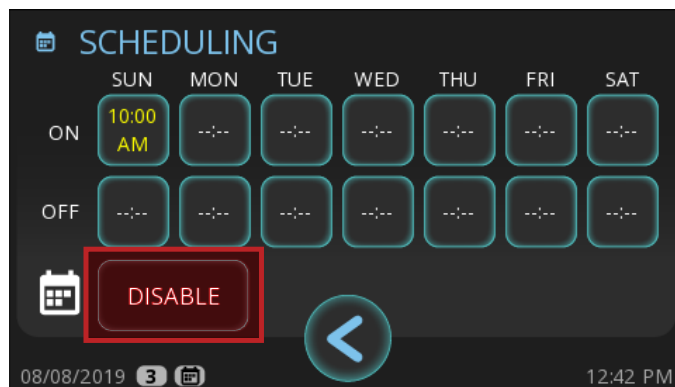 SCHEDULING
SUN MON TUE WED THU FRI SAT
ON 10:00 AM --:-- --:-- --:-- --:-- --:-- --:--
OFF --:-- --:-- --:-- --:-- --:-- --:-- --:--
DISABLE
08/08/2019 3 12:42 PM